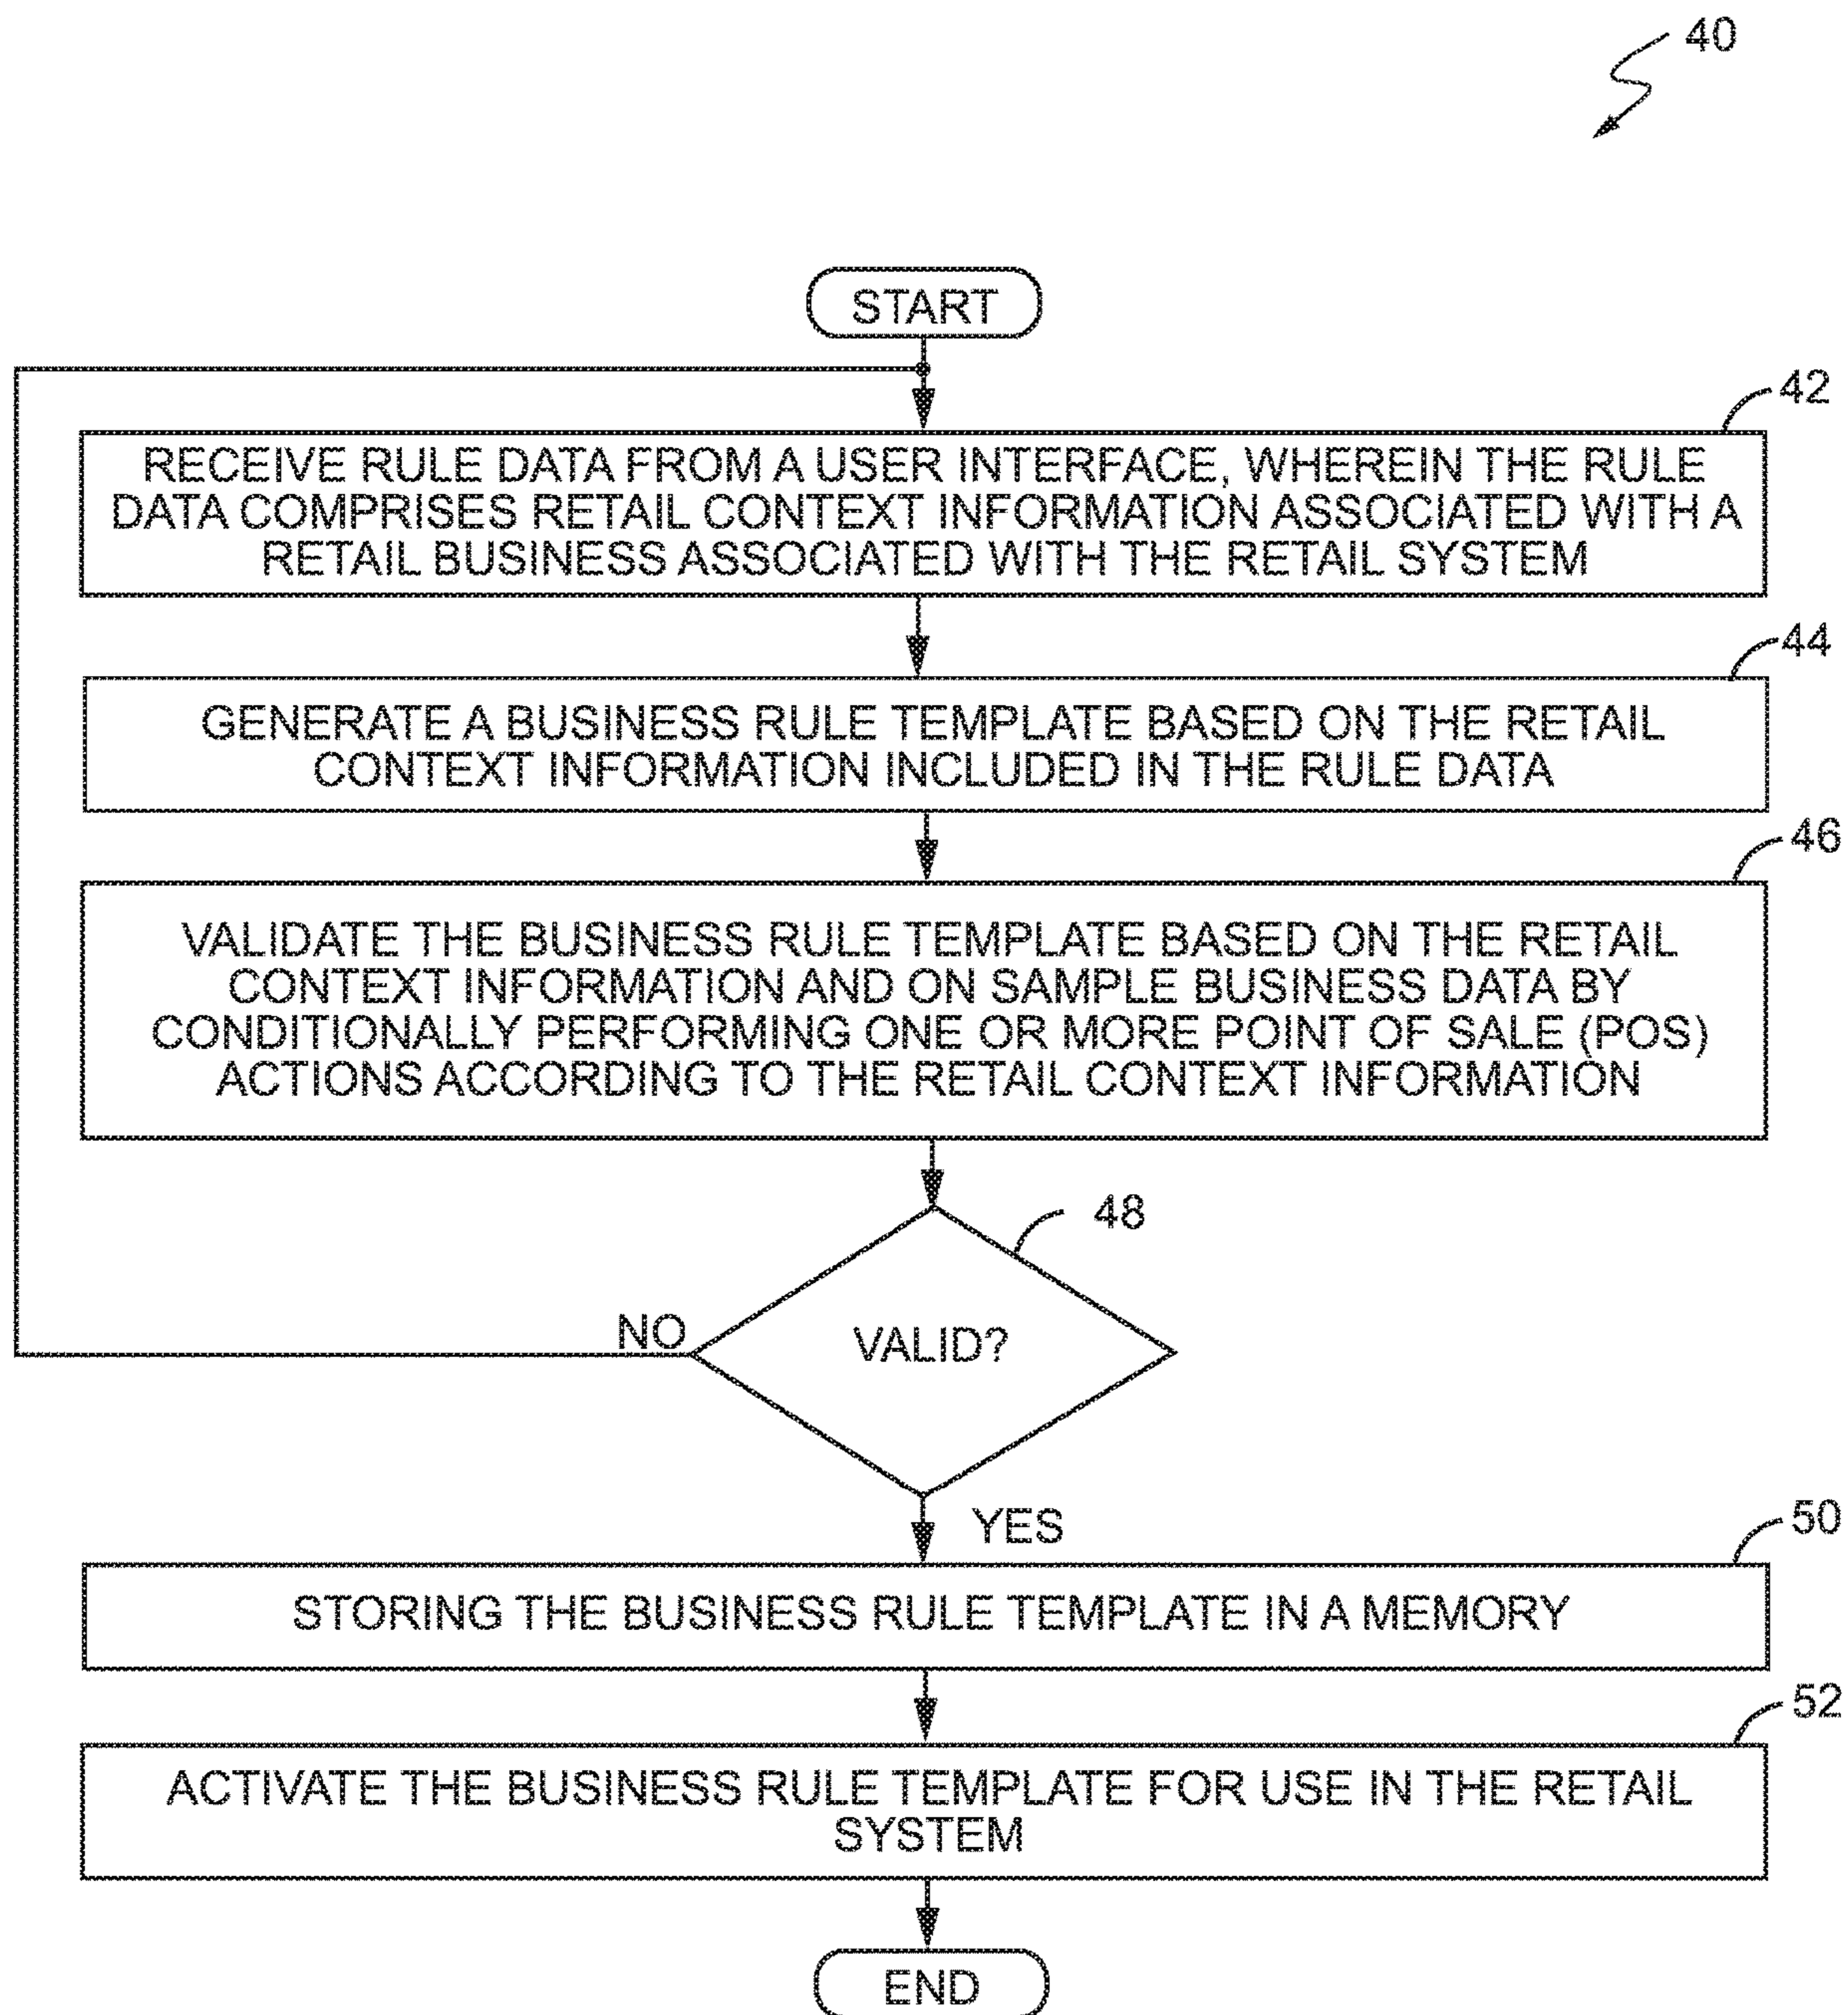 40
START
42
RECEIVE RULE DATA FROM A USER INTERFACE, WHEREIN THE RULE
DATA COMPRISES RETAIL CONTEXT INFORMATION ASSOCIATED WITH A
RETAIL BUSINESS ASSOCIATED WITH THE RETAIL SYSTEM
44
GENERATE A BUSINESS RULE TEMPLATE BASED ON THE RETAIL
CONTEXT INFORMATION INCLUDED IN THE RULE DATA
46
VALIDATE THE BUSINESS RULE TEMPLATE BASED ON THE RETAIL
CONTEXT INFORMATION AND ON SAMPLE BUSINESS DATA BY
CONDITIONALLY PERFORMING ONE OR MORE POINT OF SALE (POS)
ACTIONS ACCORDING TO THE RETAIL CONTEXT INFORMATION
48
NO
VALID?
YES
50
STORING THE BUSINESS RULE TEMPLATE IN A MEMORY
52
ACTIVATE THE BUSINESS RULE TEMPLATE FOR USE IN THE RETAIL
SYSTEM
END